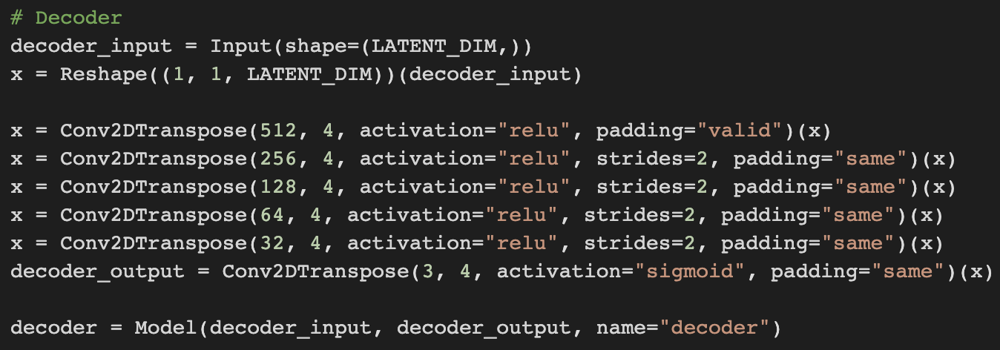 # Decoder
decoder_input = Input(shape=(LATENT_DIM,))
x = Reshape((1, 1, LATENT_DIM))(decoder_input)
x = Conv2DTranspose(512, 4, activation="relu", padding="valid")(x)
x = Conv2DTranspose(256, 4, activation="relu", strides=2, padding="same")(x)
x = Conv2DTranspose(128, 4, activation="relu", strides=2, padding="same")(x)
x = Conv2DTranspose(64, 4, activation="relu", strides=2, padding="same")(x)
x = Conv2DTranspose(32, 4, activation="relu", strides=2, padding="same")(x)
decoder_output = Conv2DTranspose(3, 4, activation="sigmoid", padding="same")(x)
decoder = Model(decoder_input, decoder_output, name="decoder")